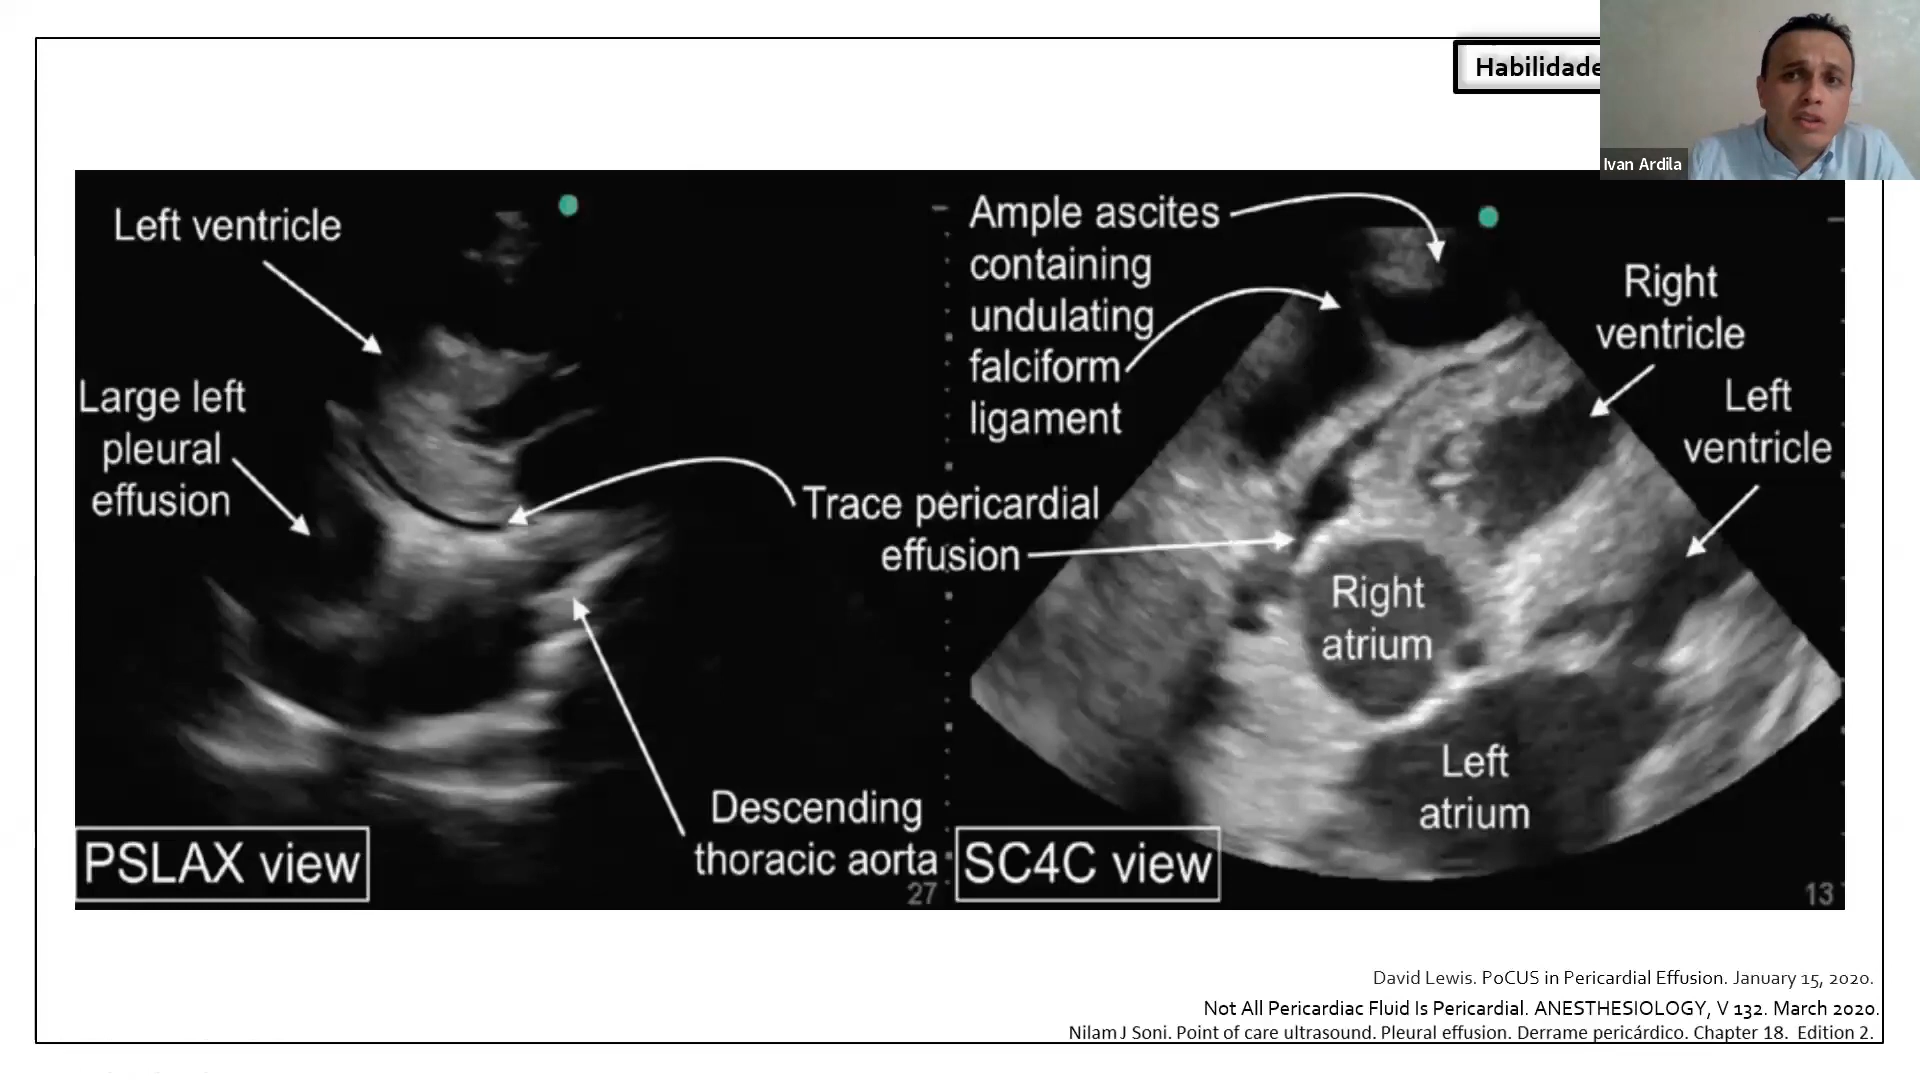 Habilidade
Ivan Ardila
Left ventricle
Large left
pleural
effusion
Trace pericardial
effusion
Descending
thoracic aorta
PSLAX view
27
Ample ascites
containing
undulating
falciform
ligament
Right
ventricle
Left
ventricle
Right
atrium
Left
atrium
SC4C view
13
David Lewis. PoCUS in Pericardial Effusion. January 15, 2020.
Not All Pericardiac Fluid Is Pericardial. ANESTHESIOLOGY, V 132. March 2020.
Nilam J Soni. Point of care ultrasound. Pleural effusion. Derrame pericárdico. Chapter 18. Edition 2.